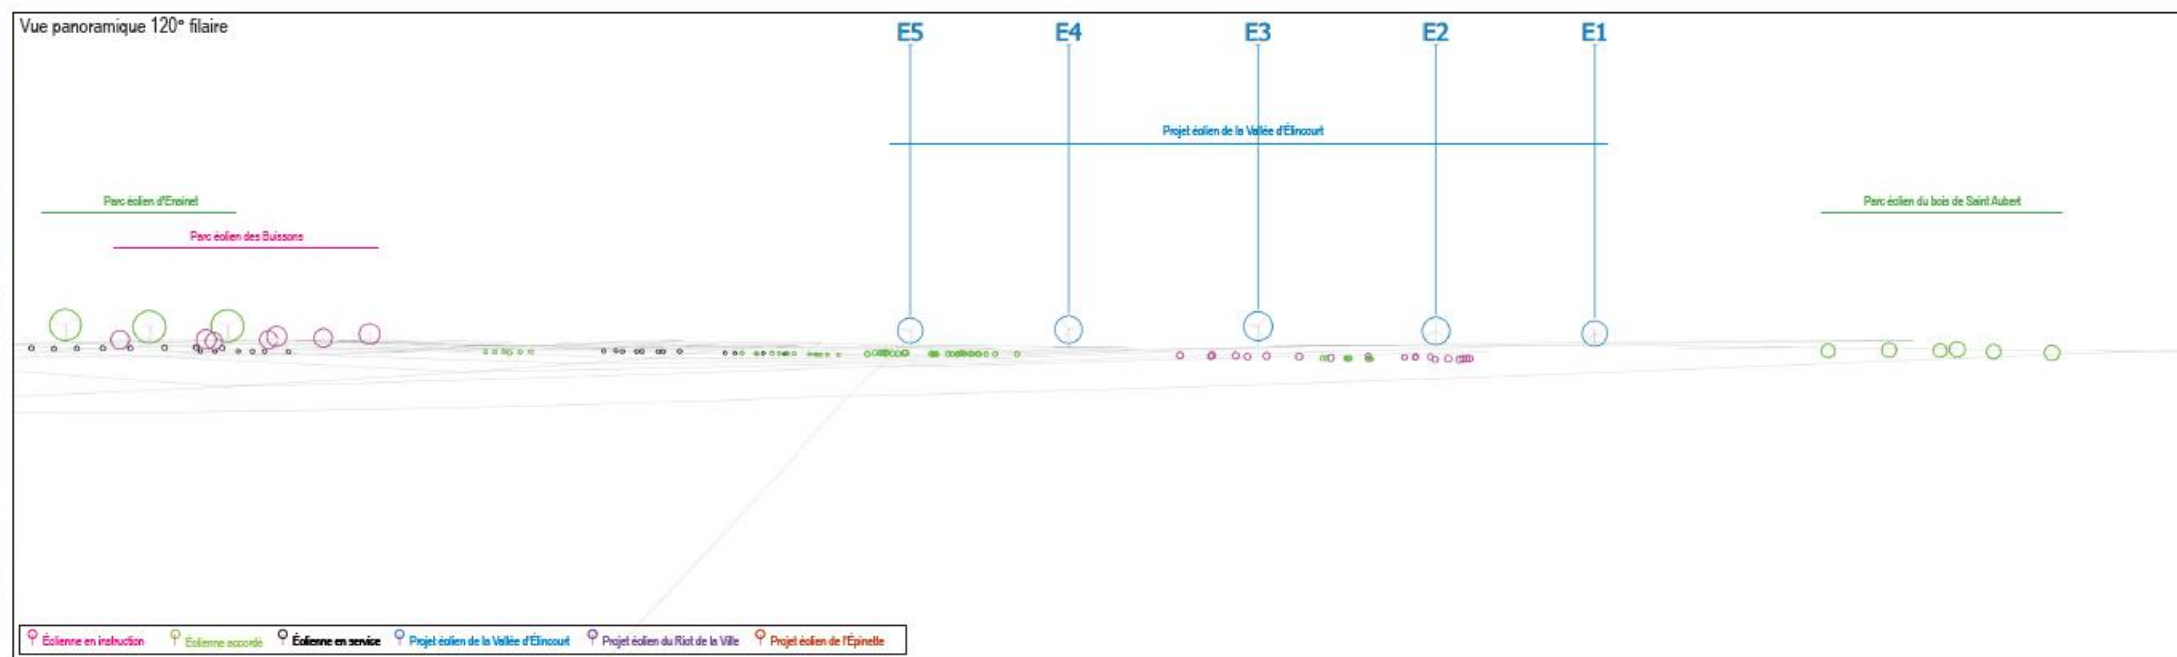 Vue panoramique 120° filaire
E5 E4 E3 E2 E1
Projet éolien de la Vallée d'Élincourt
Parc éolien d'Ensinet
Parc éolien du bois de Saint Aubert
Parc éolien des Buissons
Éolienne en instruction Éolienne accordé Éolienne en service Projet éolien de la Vallée d'Élincourt Projet éolien du Riot de la Ville Projet éolien de l'Épinette